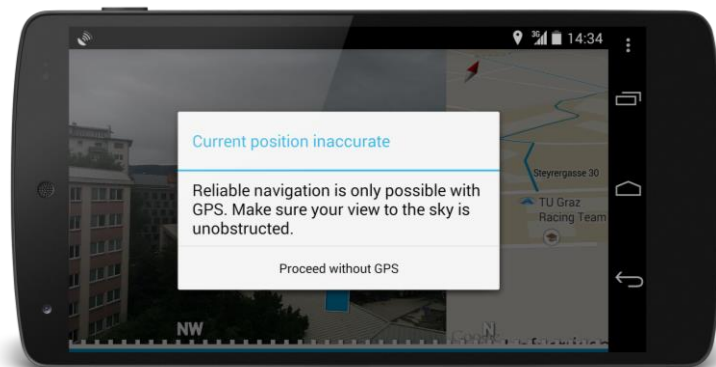 3G 14:34
Current position inaccurate
Reliable navigation is only possible with
GPS. Make sure your view to the sky is
unobstructed.
Proceed without GPS
Steyrergasse 30
TU Graz
Racing Team
NW
N